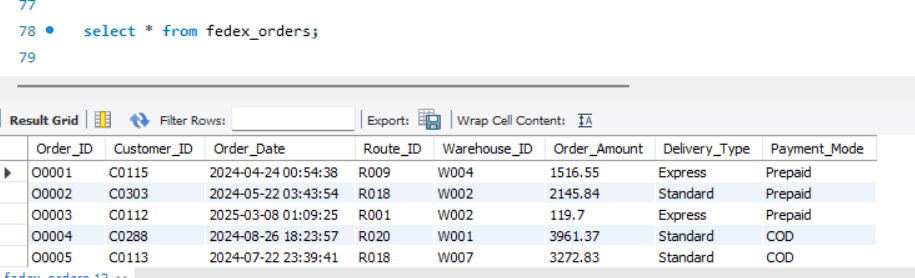 77
78 select * from fedex_orders;
79
Result Grid Filter Rows: Export: Wrap Cell Content: IA
Order_ID Customer_ID Order_Date Route_ID Warehouse_ID Order_Amount Delivery_Type Payment_Mode
O0001 C0115 2024-04-24 00:54:38 R009 W004 1516.55 Express Prepaid
O0002 C0303 2024-05-22 03:43:54 R018 W002 2145.84 Standard Prepaid
O0003 C0112 2025-03-08 01:09:25 R001 W002 119.7 Express Prepaid
O0004 C0288 2024-08-26 18:23:57 R020 W001 3961.37 Standard COD
O0005 C0113 2024-07-22 23:39:41 R018 W007 3272.83 Standard COD
fedex_orders 12